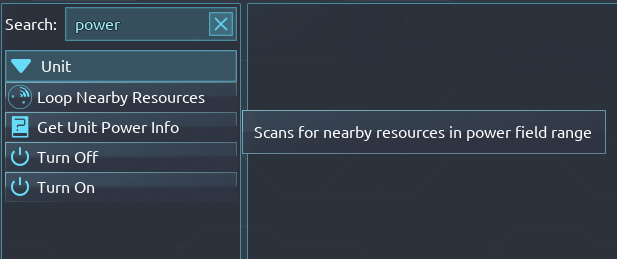 Search: power
Unit
Loop Nearby Resources
Get Unit Power Info
Scans for nearby resources in power field range
Turn Off
Turn On